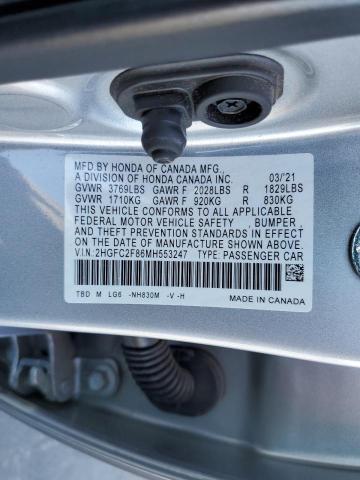 MFD. BY HONDA OF CANADA MFG.,
A DIVISION OF HONDA CANADA INC. 03/'21
GVWR 3769LBS GAWR F 2028LBS R 1829LBS
GVWR 1710KG GAWR F 920KG R 830KG
THIS VEHICLE CONFORMS TO ALL APPLICABLE
FEDERAL MOTOR VEHICLE SAFETY , BUMPER,
AND THEFT PREVENTION STANDARDS IN EFFECT
ON THE DATE OF MANUFACTURE SHOWN ABOVE.
V.I.N. 2HGFC2F86MH553247 TYPE: PASSENGER CAR
TBD M LG6 -NH830M -V -H MADE IN CANADA